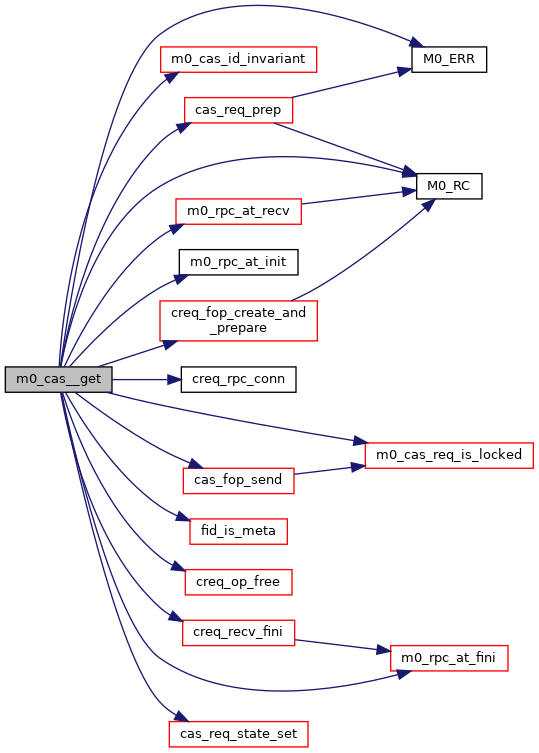 M0_ERR
m0_cas_id_invariant
cas_req_prep
M0_RC
m0_rpc_at_recv
m0_rpc_at_init
creq_fop_create_and
_prepare
m0_cas__get
creq_rpc_conn
m0_cas_req_is_locked
cas_fop_send
fid_is_meta
creq_op_free
creq_recv_fini
m0_rpc_at_fini
cas_req_state_set